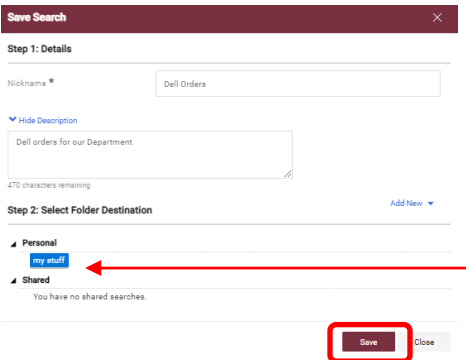 Save Search
Step 1: Details
Nickname * Dell Orders
Hide Description
Dell orders for our Department
470 characters remaining
Add New
Step 2: Select Folder Destination
Personal
my stuff
Shared
You have no shared searches.
Save Close